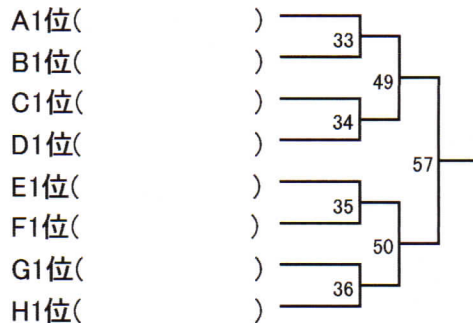 A1位(　　　　)
33
B1位(　　　　)
49
C1位(　　　　)
34
D1位(　　　　)
57
E1位(　　　　)
35
F1位(　　　　)
50
G1位(　　　　)
36
H1位(　　　　)